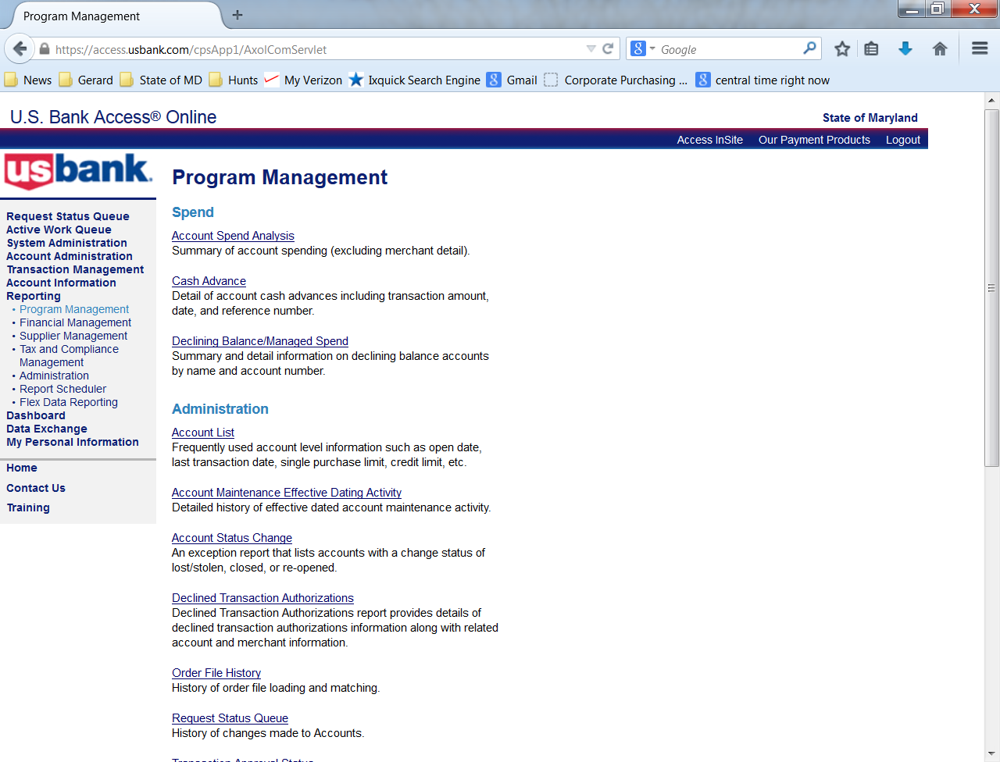 Program Management
https://access.usbank.com/cpsApp1/AxolComServlet
Google
News
Gerard
State of MD
Hunts
My Verizon
Ixquick Search Engine
Gmail
Corporate Purchasing ...
central time right now
U.S. Bank Access® Online
State of Maryland
Access InSite
Our Payment Products
Logout
usbank.
Request Status Queue
Active Work Queue
System Administration
Account Administration
Transaction Management
Account Information
Reporting
• Program Management
• Financial Management
• Supplier Management
• Tax and Compliance
Management
• Administration
• Report Scheduler
• Flex Data Reporting
Dashboard
Data Exchange
My Personal Information
Home
Contact Us
Training
Program Management
Spend
Account Spend Analysis
Summary of account spending (excluding merchant detail).
Cash Advance
Detail of account cash advances including transaction amount,
date, and reference number.
Declining Balance/Managed Spend
Summary and detail information on declining balance accounts
by name and account number.
Administration
Account List
Frequently used account level information such as open date,
last transaction date, single purchase limit, credit limit, etc.
Account Maintenance Effective Dating Activity
Detailed history of effective dated account maintenance activity.
Account Status Change
An exception report that lists accounts with a change status of
lost/stolen, closed, or re-opened.
Declined Transaction Authorizations
Declined Transaction Authorizations report provides details of
declined transaction authorizations information along with related
account and merchant information.
Order File History
History of order file loading and matching.
Request Status Queue
History of changes made to Accounts.
Transaction Approval Status